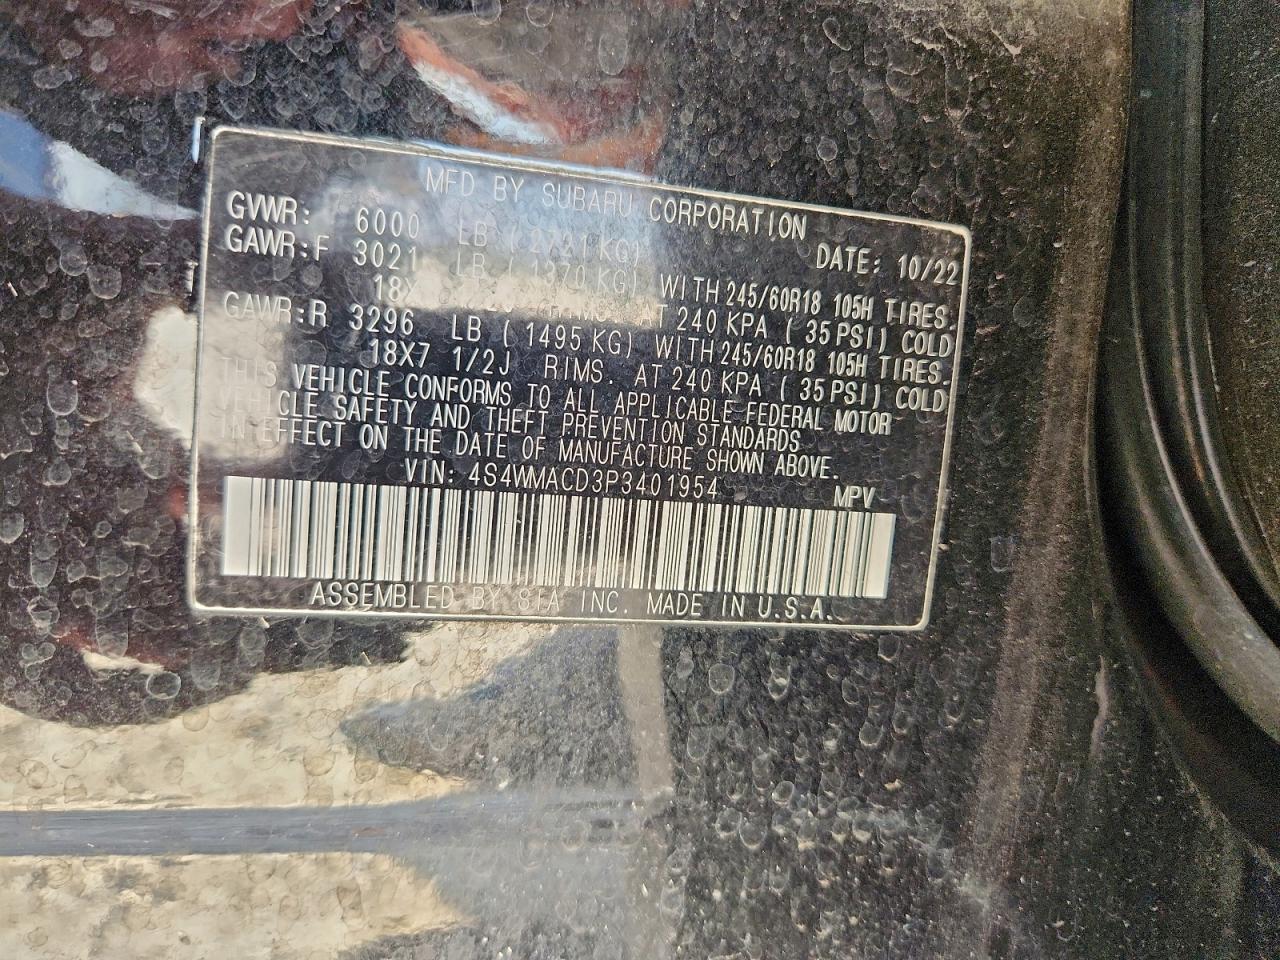 MFD BY SUBARU CORPORATION
GVWR: 6000 LB (2721 KG) DATE: 10/22
GAWR:F 3021 LB (1370 KG) WITH 245/60R18 105H TIRES.
18X AT 240 KPA (35 PSI) COLD
GAWR:R 3296 LB (1495 KG) WITH 245/60R18 105H TIRES.
18X7 1/2J RIMS. AT 240 KPA (35 PSI) COLD
THIS VEHICLE CONFORMS TO ALL APPLICABLE FEDERAL MOTOR
VEHICLE SAFETY AND THEFT PREVENTION STANDARDS
IN EFFECT ON THE DATE OF MANUFACTURE SHOWN ABOVE.
VIN: 4S4WMACD3P3401954 MPV
ASSEMBLED BY SIA INC. MADE IN U.S.A.